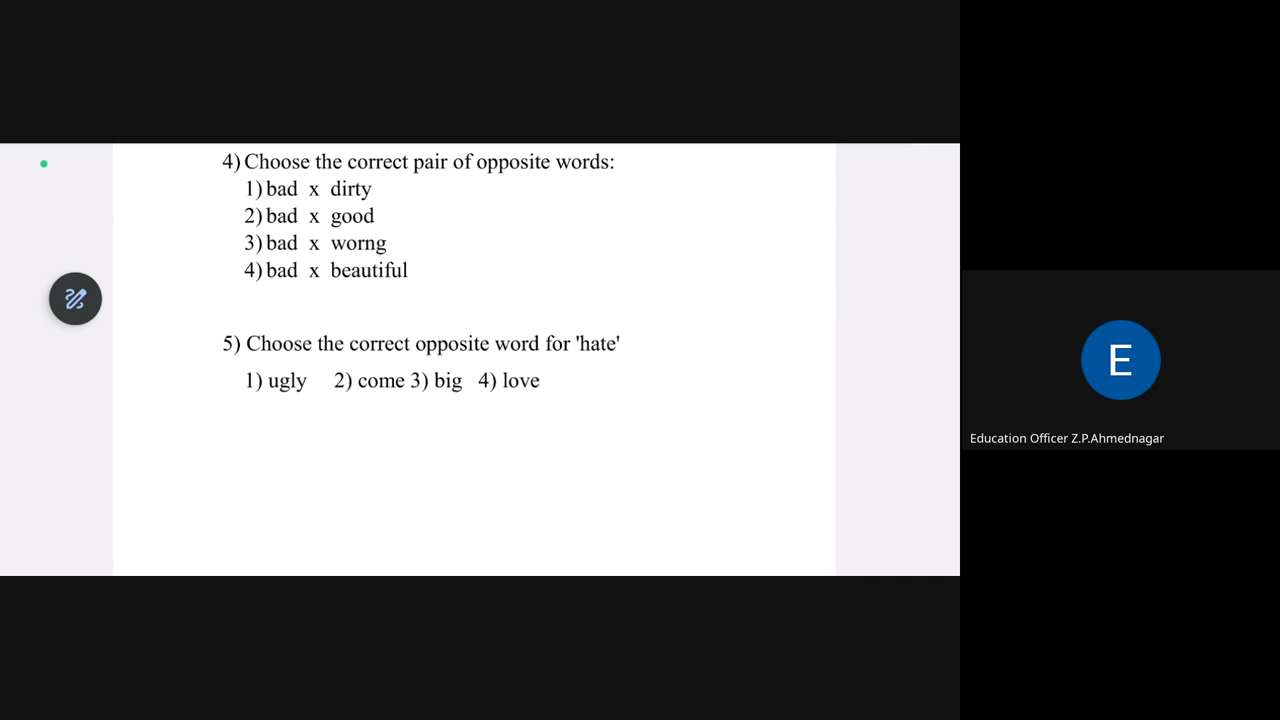 4) Choose the correct pair of opposite words:
1) bad x dirty
2) bad x good
3) bad x worng
4) bad x beautiful
5) Choose the correct opposite word for 'hate'
1) ugly 2) come 3) big 4) love
E
Education Officer Z.P.Ahmednagar